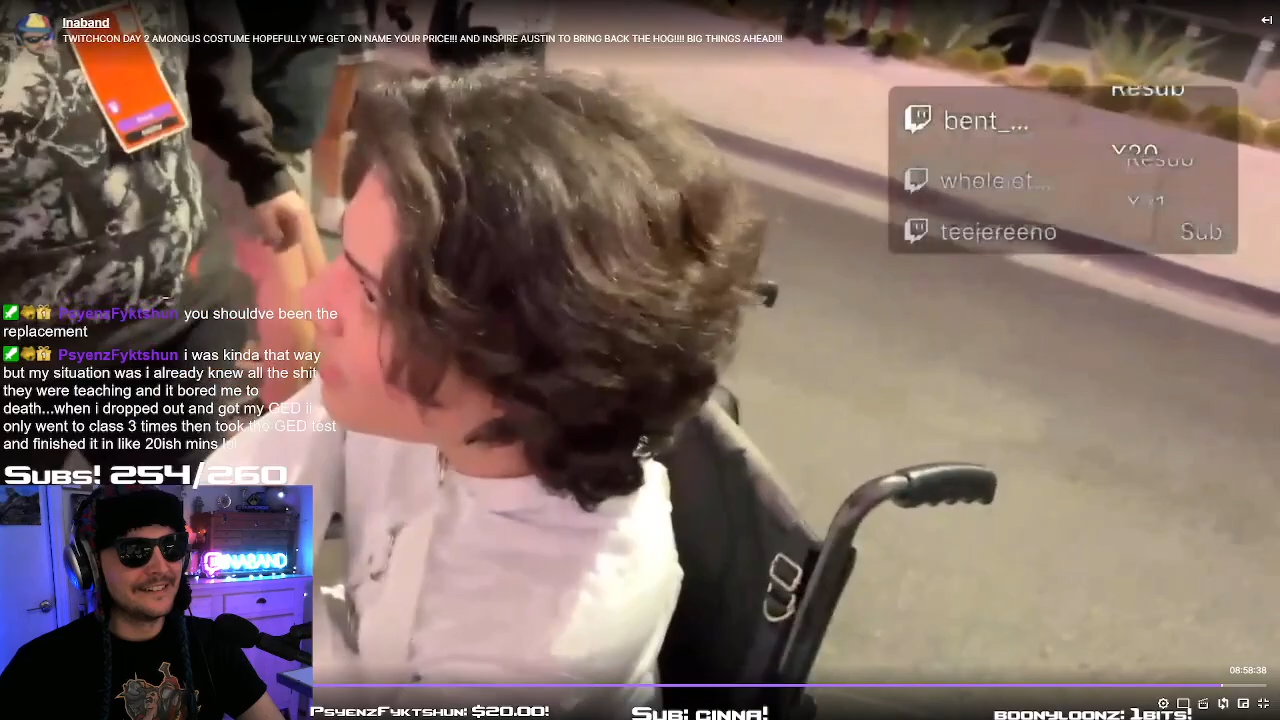 Inaband
TWITCHCON DAY 2 AMONGUS COSTUME HOPEFULLY WE GET ON NAME YOUR PRICE!!! AND INSPIRE AUSTIN TO BRING BACK THE HOG!!!! BIG THINGS AHEAD!!!
Resub
bent_...
X20
Resub
whole
teejereeno Sub
PsyenzFyktshun you shouldve been the
replacement
PsyenzFyktshun i was kinda that way
but my situation was i already knew all the shit
they were teaching and it bored me to
death...when i dropped out and got my GED ii
only went to class 3 times then took the GED test
and finished it in like 20ish mins lol
Subs! 254/260
INABAND
08:58:38
PsyenzFyktshun: $20.00!
Sub: cinna!
boonyloonz: 1Bits!